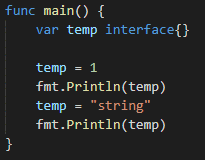 func main() {
    var temp interface{}

    temp = 1
    fmt.Println(temp)
    temp = "string"
    fmt.Println(temp)
}